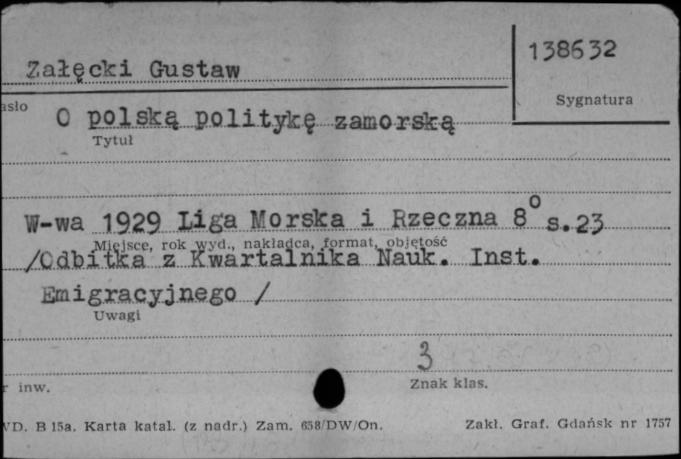 138632
Załęcki Gustaw
Sygnatura
asło O polską politykę zamorską
Tytuł
W-wa 1929 Liga Morska i Rzeczna 8° s.23
Miejsce, rok wyd., nakładca, format, objętość
/Odbitka z Kwartalnika Nauk. Inst.
Emigracyjnego /
Uwagi
3
r inw.
Znak klas.
WD. B 15a. Karta katal. (z nadr.) Zam. 658/DW/On. Zakł. Graf. Gdańsk nr 1757